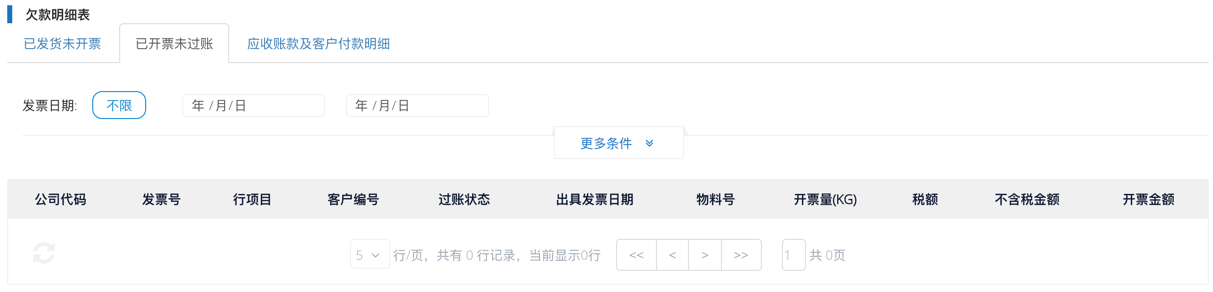 欠款明细表
已发货未开票 已开票未过账 应收账款及客户付款明细
发票日期: 不限 年 /月/日 年 /月/日
更多条件
公司代码 发票号 行项目 客户编号 过账状态 出具发票日期 物料号 开票量(KG) 税额 不含税金额 开票金额
5 行/页，共有 0 行记录，当前显示0行 << < > >> 1 共 0页